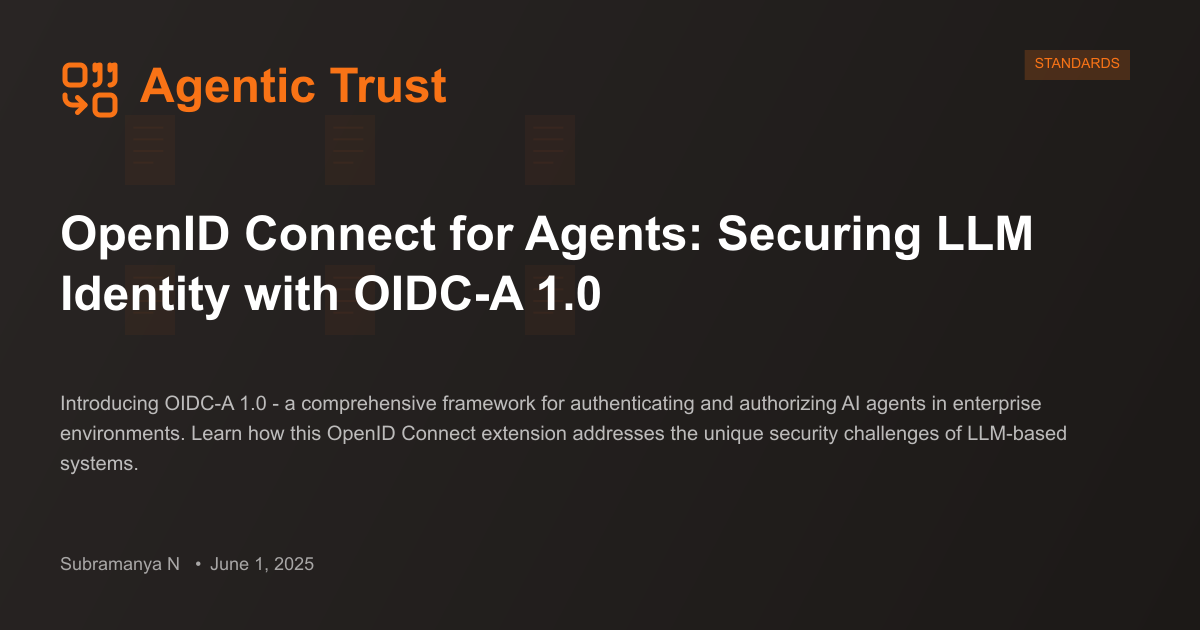 Agentic Trust
STANDARDS
OpenID Connect for Agents: Securing LLM
Identity with OIDC-A 1.0
Introducing OIDC-A 1.0 - a comprehensive framework for authenticating and authorizing AI agents in enterprise
environments. Learn how this OpenID Connect extension addresses the unique security challenges of LLM-based
systems.
Subramanya N • June 1, 2025